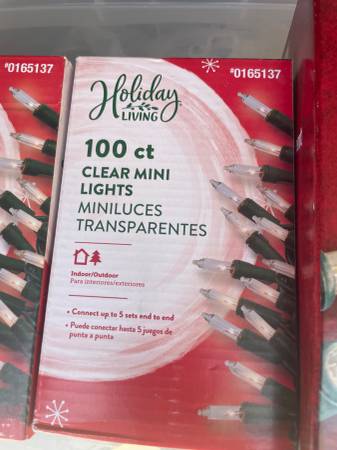 #0165137
#0165137
Holiday
LIVING
100 ct
CLEAR MINI
LIGHTS
MINILUCES
TRANSPARENTES
Indoor/Outdoor
Para interiores/exteriores
• Connect up to 5 sets end to end
• Puede conectar hasta 5 juegos de
punta a punta